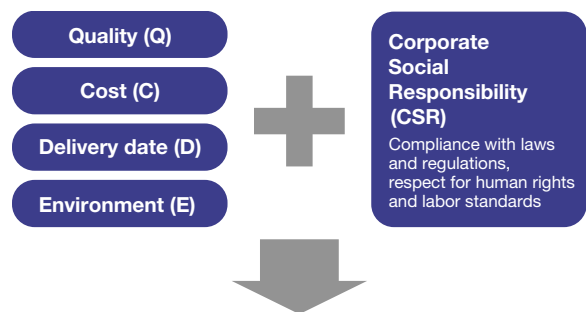 Quality (Q)
Cost (C)
Delivery date (D)
Environment (E)
Corporate
Social
Responsibility
(CSR)
Compliance with laws
and regulations,
respect for human rights
and labor standards